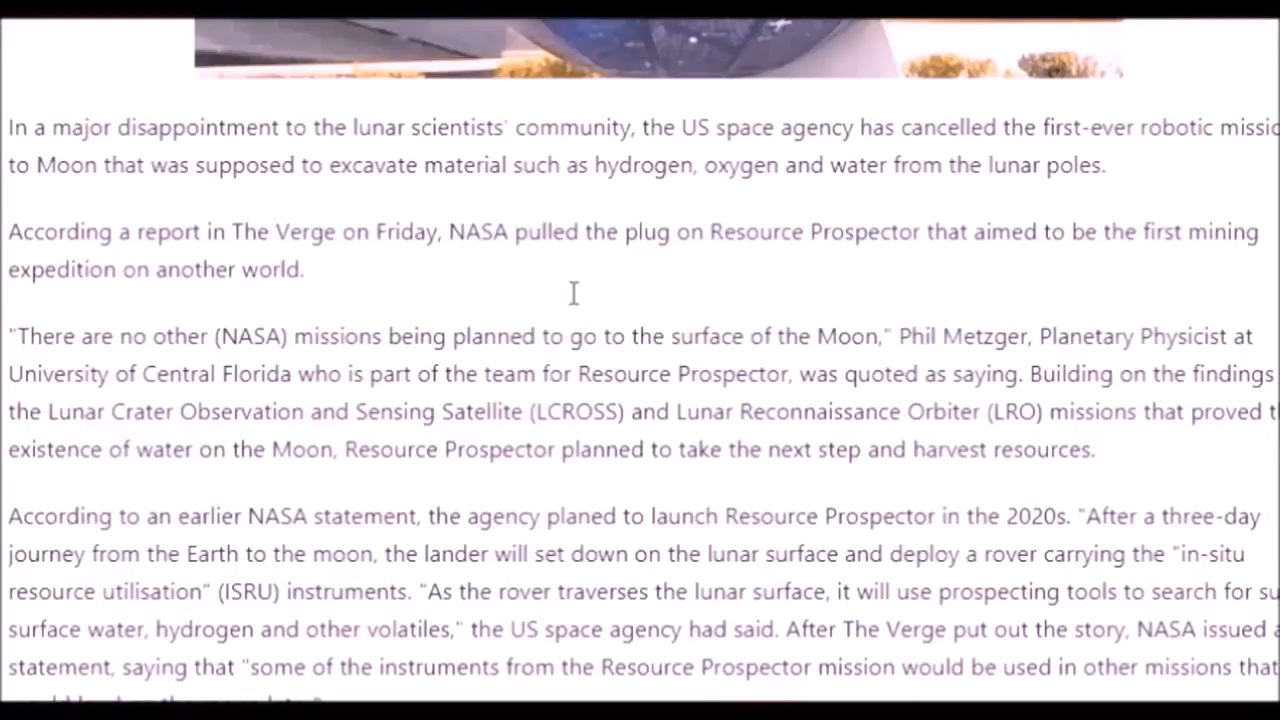 In a major disappointment to the lunar scientists' community, the US space agency has cancelled the first-ever robotic
to Moon that was supposed to excavate material such as hydrogen, oxygen and water from the lunar poles.
According a report in The Verge on Friday, NASA pulled the plug on Resource Prospector that aimed to be the first mining
expedition on another world.
"There are no other (NASA) missions being planned to go to the surface of the Moon," Phil Metzger, Planetary Physicist at
University of Central Florida who is part of the team for Resource Prospector, was quoted as saying. Building on the findings
the Lunar Crater Observation and Sensing Satellite (LCROSS) and Lunar Reconnaissance Orbiter (LRO) missions that proved
existence of water on the Moon, Resource Prospector planned to take the next step and harvest resources.
According to an earlier NASA statement, the agency planed to launch Resource Prospector in the 2020s. "After a three-day
journey from the Earth to the moon, the lander will set down on the lunar surface and deploy a rover carrying the "in-situ
resource utilisation" (ISRU) instruments. "As the rover traverses the lunar surface, it will use prospecting tools to search for
surface water, hydrogen and other volatiles," the US space agency had said. After The Verge put out the story, NASA issued
statement, saying that "some of the instruments from the Resource Prospector mission would be used in other missions that